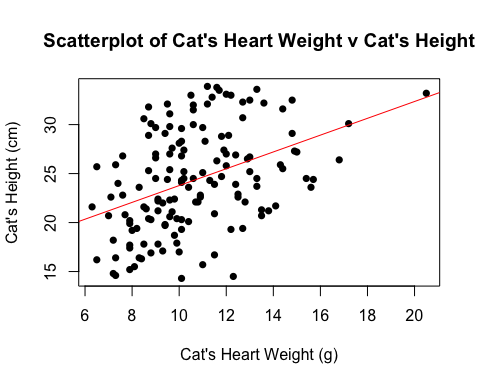 Scatterplot of Cat's Heart Weight v Cat's Height
Cat's Height (cm)
30
25
20
15
6 8 10 12 14 16 18 20
Cat's Heart Weight (g)